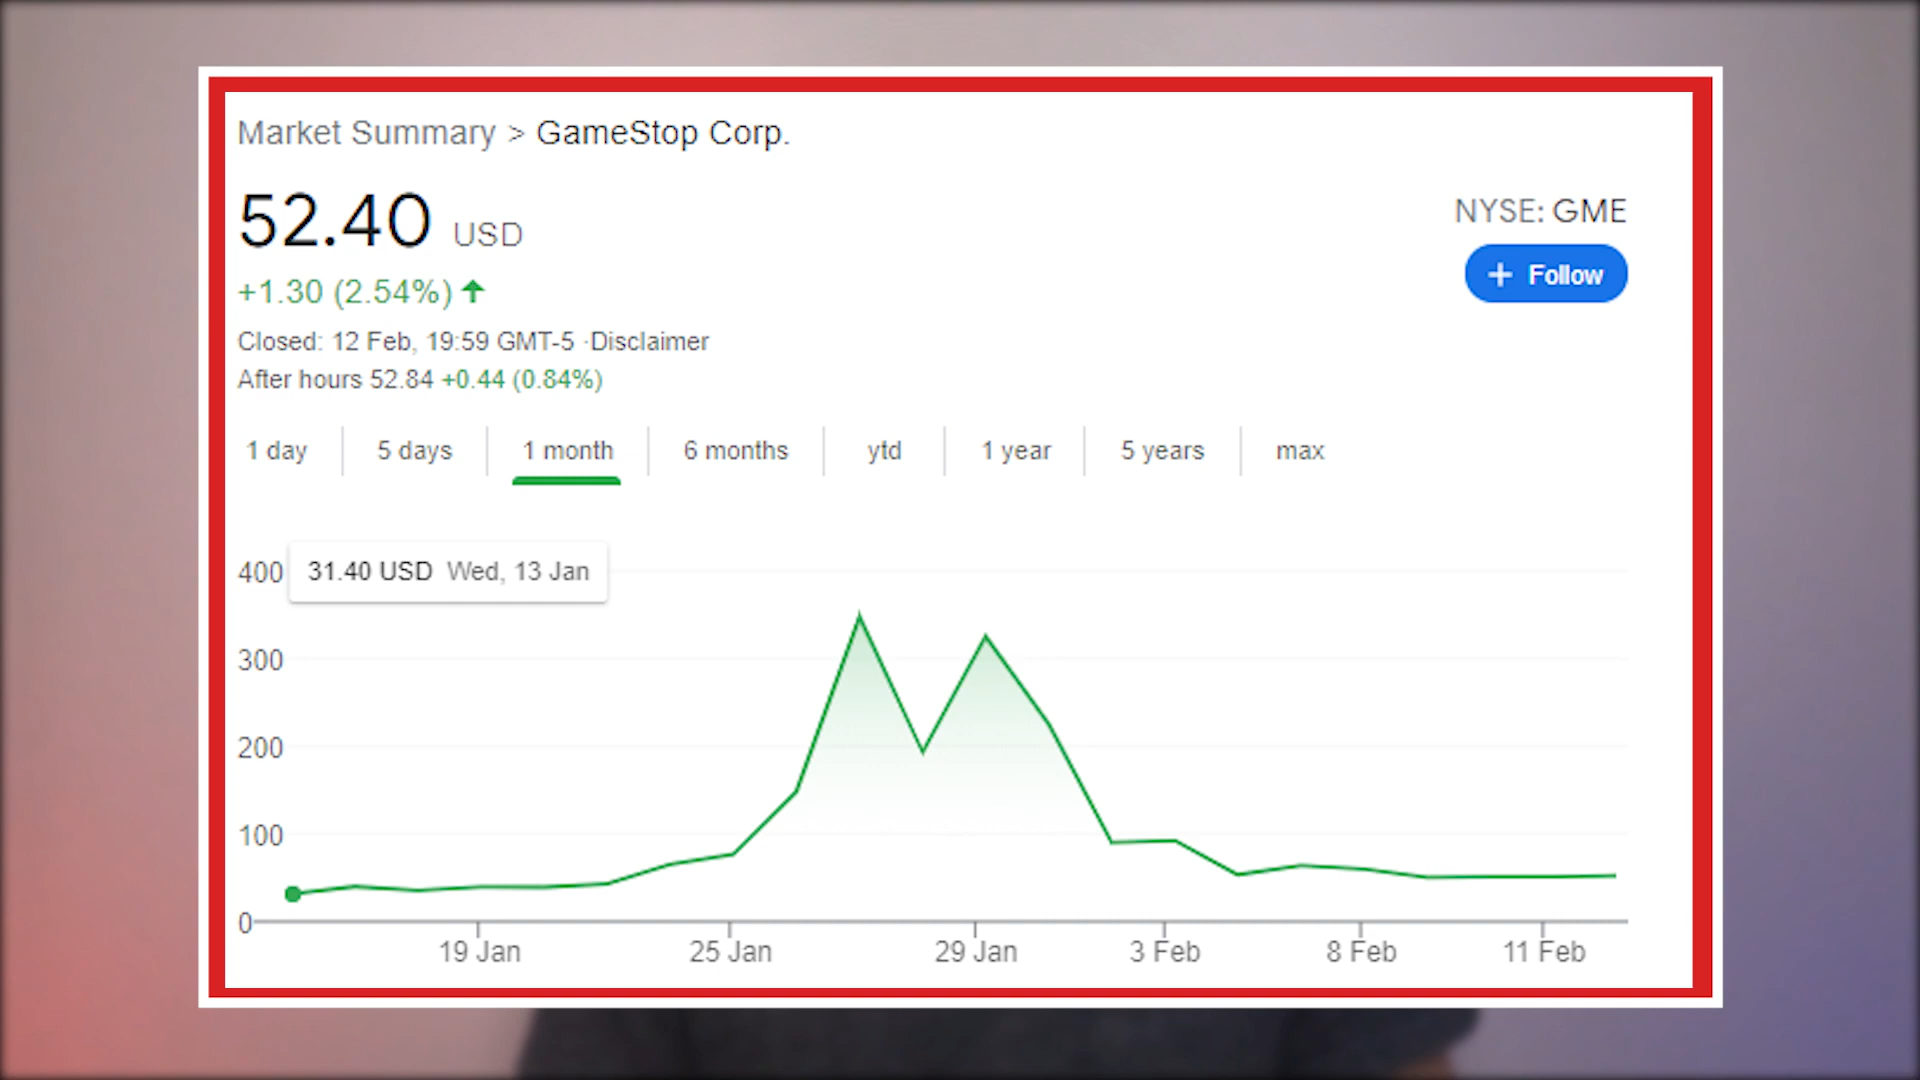 Market Summary > GameStop Corp.
52.40 USD
NYSE: GME
+1.30 (2.54%)
+ Follow
Closed: 12 Feb, 19:59 GMT-5 ·Disclaimer
After hours 52.84 +0.44 (0.84%)
1 day 5 days 1 month 6 months ytd 1 year 5 years max
400
31.40 USD Wed, 13 Jan
300
200
100
0
19 Jan 25 Jan 29 Jan 3 Feb 8 Feb 11 Feb